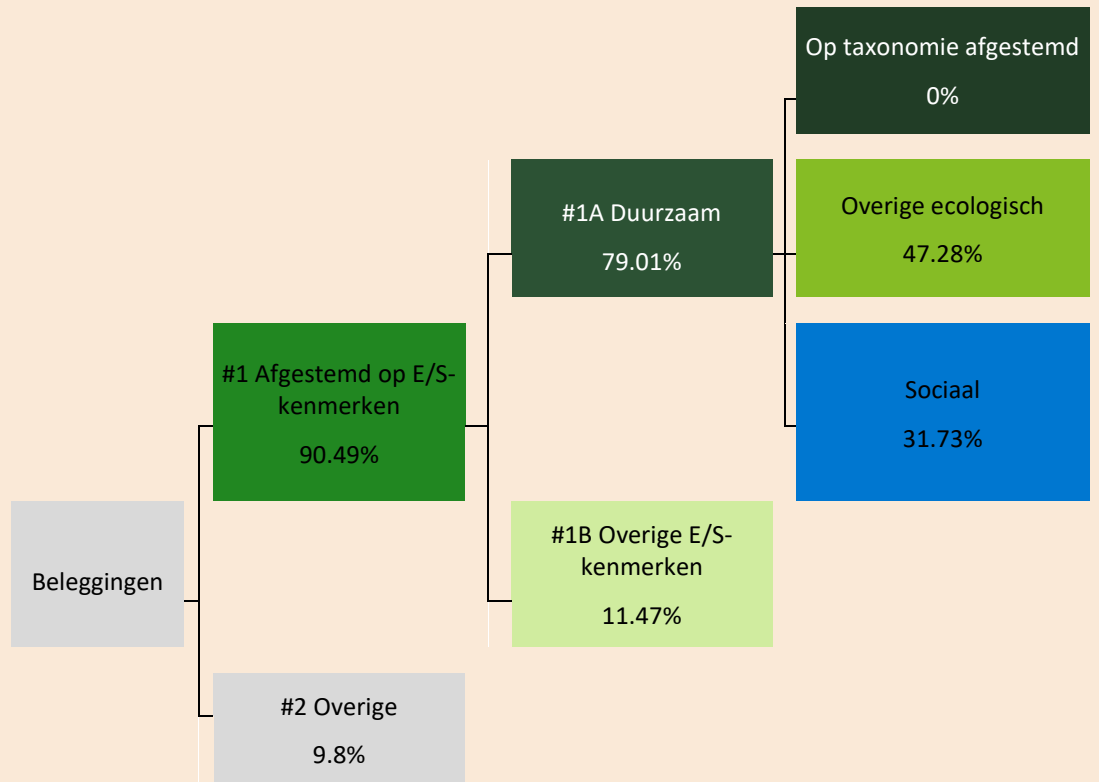 Op taxonomie afgestemd
0%
#1A Duurzaam
79.01%
Overige ecologisch
47.28%
#1 Afgestemd op E/S-
kenmerken
90.49%
Sociaal
31.73%
Beleggingen
#1B Overige E/S-
kenmerken
11.47%
#2 Overige
9.8%